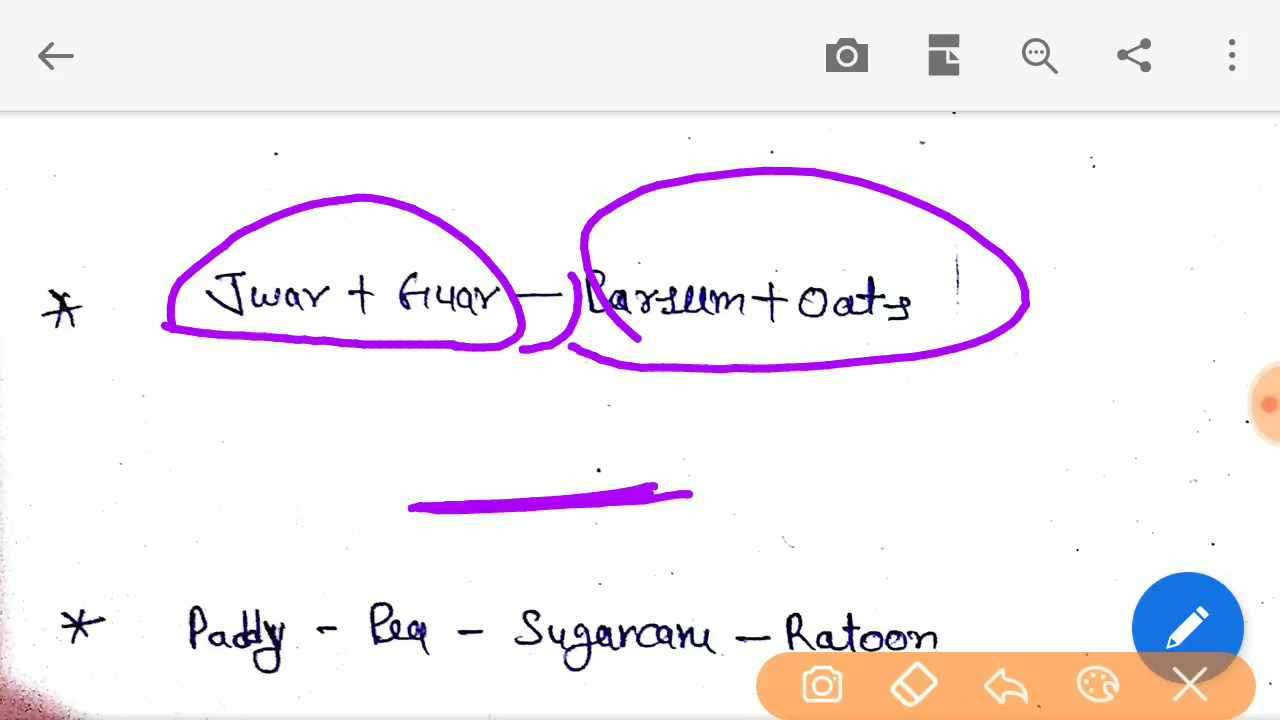 * Jwar + Guar — Barseem + Oats
* Paddy - Pea - Sugarcane - Ratoon